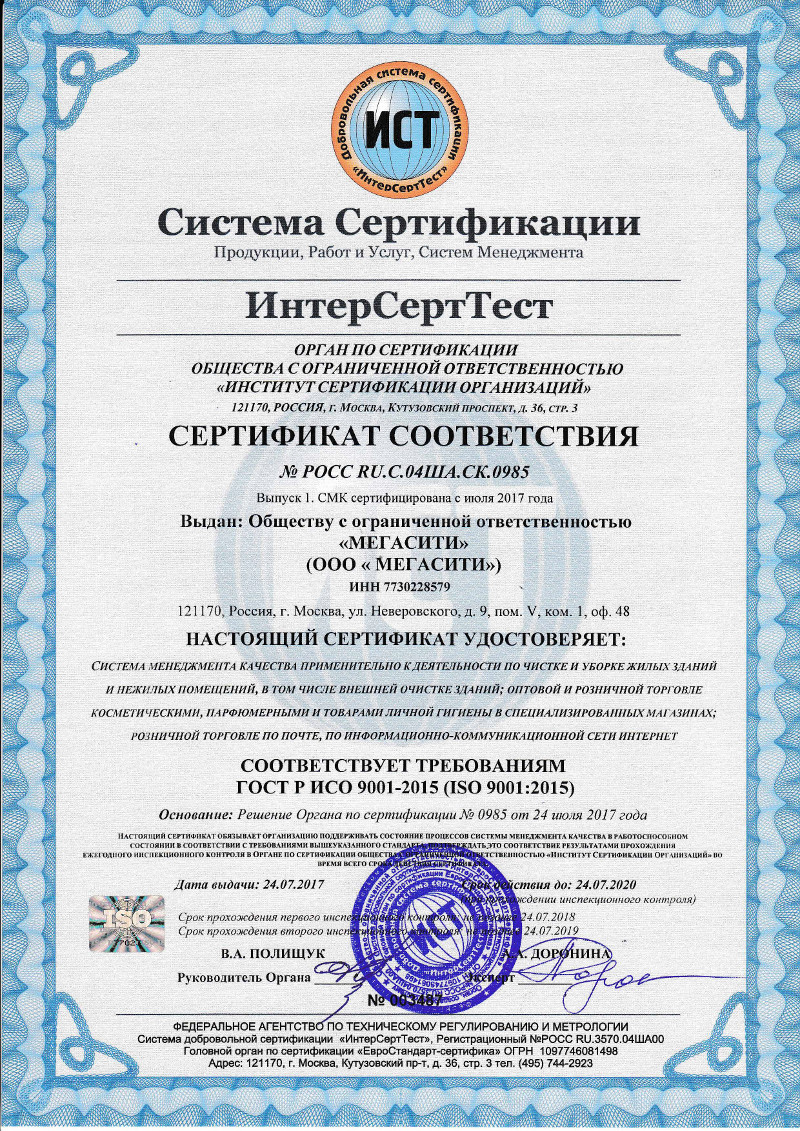 Добровольная система сертификации
ИСТ
«ИнтерСертТест»
Система Сертификации
Продукции, Работ и Услуг, Систем Менеджмента
ИнтерСертТест
ОРГАН ПО СЕРТИФИКАЦИИ
ОБЩЕСТВА С ОГРАНИЧЕННОЙ ОТВЕТСТВЕННОСТЬЮ
«ИНСТИТУТ СЕРТИФИКАЦИИ ОРГАНИЗАЦИЙ»
121170, РОССИЯ, г. Москва, Кутузовский проспект, д. 36, стр. 3
СЕРТИФИКАТ СООТВЕТСТВИЯ
№ РОСС RU.С.04ША.СК.0985
Выпуск 1. СМК сертифицирована с июля 2017 года
Выдан: Обществу с ограниченной ответственностью
«МЕГАСИТИ»
(ООО « МЕГАСИТИ»)
ИНН 7730228579
121170, Россия, г. Москва, ул. Неверовского, д. 9, пом. V, ком. 1, оф. 48
НАСТОЯЩИЙ СЕРТИФИКАТ УДОСТОВЕРЯЕТ:
Система менеджмента качества применительно к деятельности по чистке и уборке жилых зданий
и нежилых помещений, в том числе внешней очистке зданий; оптовой и розничной торговле
косметическими, парфюмерными и товарами личной гигиены в специализированных магазинах;
розничной торговле по почте, по информационно-коммуникационной сети интернет
СООТВЕТСТВУЕТ ТРЕБОВАНИЯМ
ГОСТ Р ИСО 9001-2015 (ISO 9001:2015)
Основание: Решение Органа по сертификации № 0985 от 24 июля 2017 года
Настоящий сертификат обязывает организацию поддерживать состояние процессов системы менеджмента качества в работоспособном
состоянии в соответствии с требованиями вышеуказанного стандарта, подтверждать это соответствие результатами прохождения
ежегодного инспекционного контроля в Органе по сертификации общества с ограниченной ответственностью «Институт Сертификации Организаций» во
время всего срока действия
Дата выдачи: 24.07.2017
Срок действия до: 24.07.2020
(при прохождении инспекционного контроля)
Срок прохождения первого инспекционного контроля: не позднее 24.07.2018
Срок прохождения второго инспекционного контроля: не позднее 24.07.2019
ISO
ИСТ
В.А. ПОЛИЩУК
А.А. ДОРОНИНА
Руководитель Органа
Эксперт
№ 003487
ФЕДЕРАЛЬНОЕ АГЕНТСТВО ПО ТЕХНИЧЕСКОМУ РЕГУЛИРОВАНИЮ И МЕТРОЛОГИИ
Система добровольной сертификации «ИнтерСертТест», Регистрационный №РОСС RU.3570.04ША00
Головной орган по сертификации «ЕвроСтандарт-сертифика» ОГРН 1097746081498
Адрес: 121170, г. Москва, Кутузовский пр-т, д. 36, стр. 3 тел. (495) 744-2923